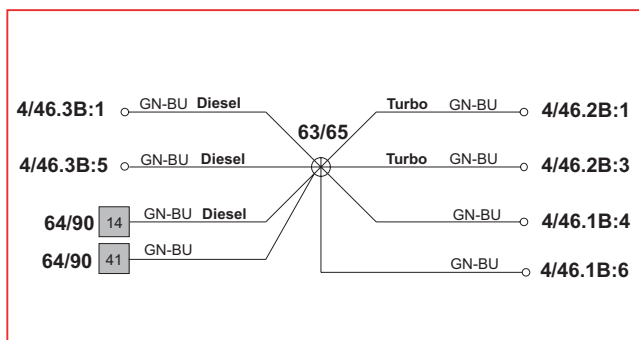 4/46.3B:1 GN-BU Diesel Turbo GN-BU 4/46.2B:1
63/65
4/46.3B:5 GN-BU Diesel Turbo GN-BU 4/46.2B:3
64/90 14 GN-BU Diesel GN-BU 4/46.1B:4
64/90 41 GN-BU GN-BU 4/46.1B:6